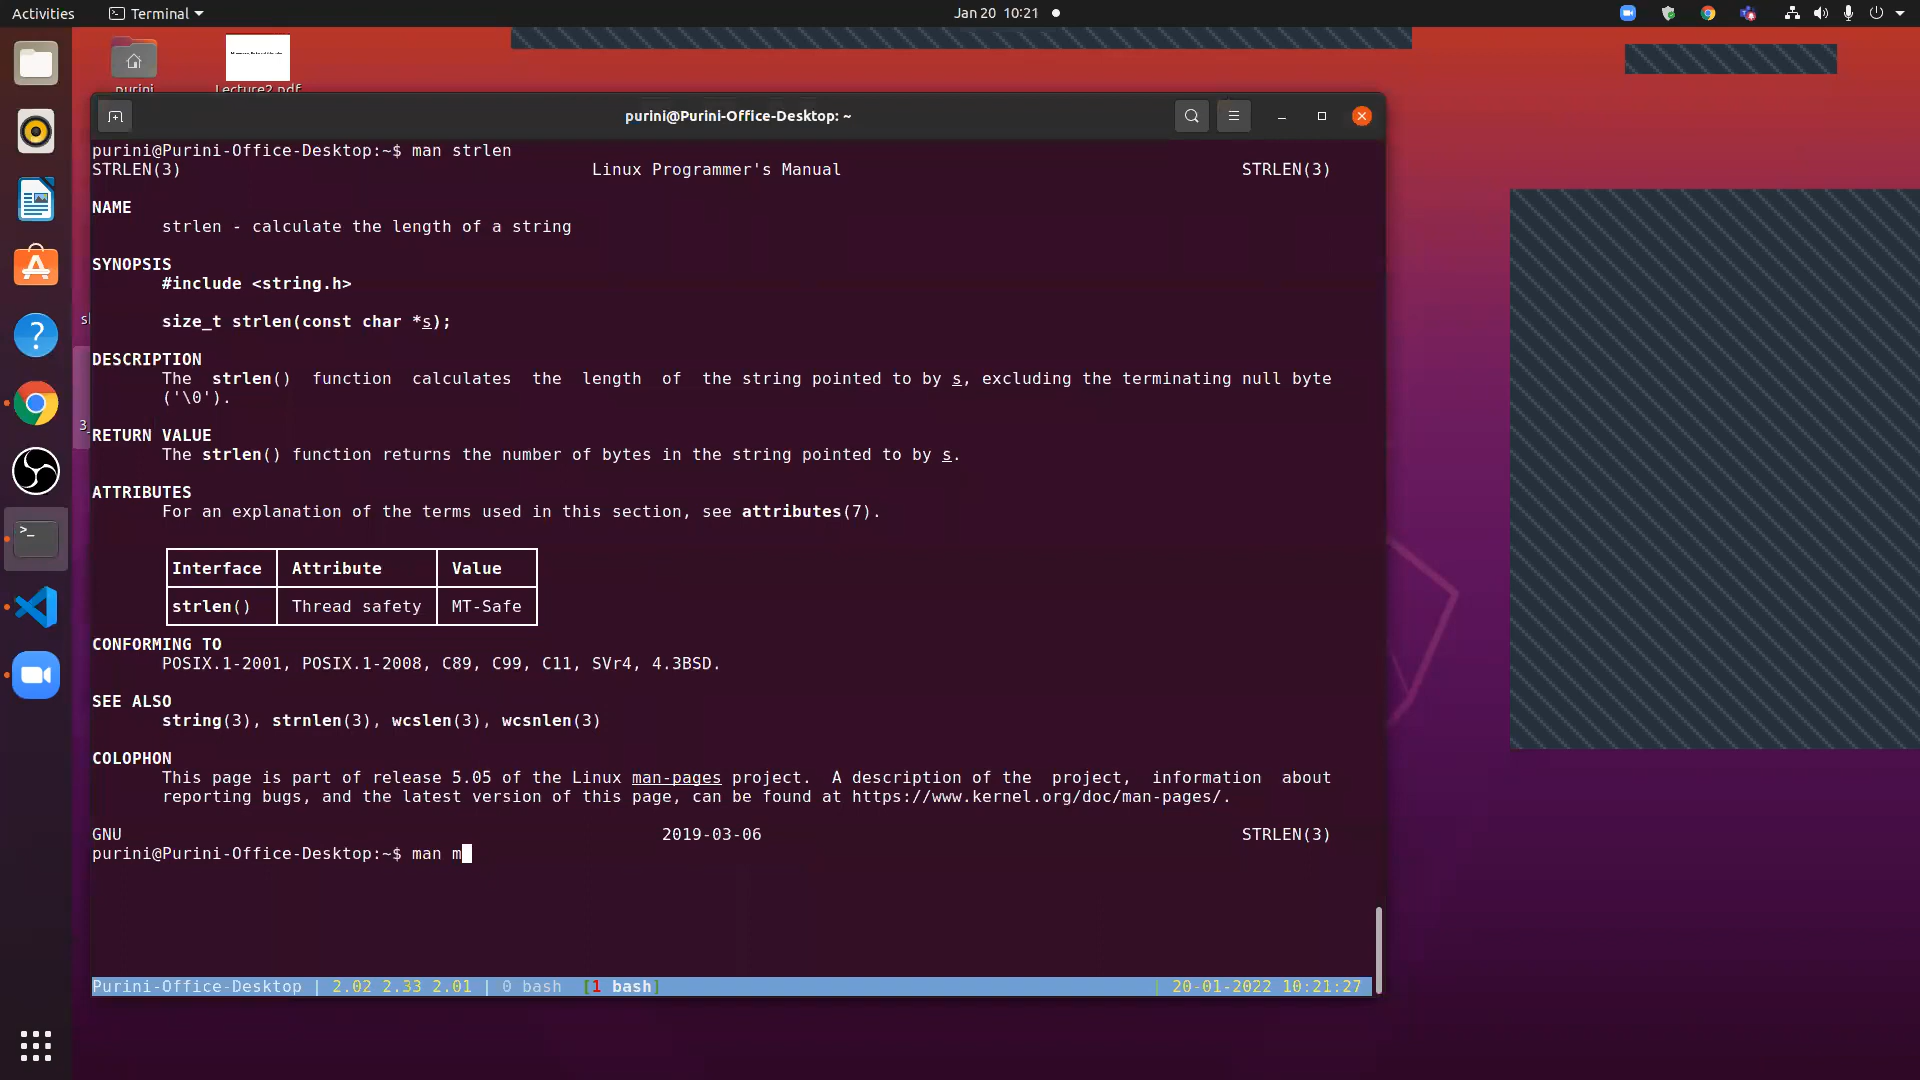 Activities Terminal Jan 20 10:21
purini
Lecture2.pdf
purini@Purini-Office-Desktop: ~
purini@Purini-Office-Desktop:~$ man strlen
STRLEN(3) Linux Programmer's Manual STRLEN(3)
NAME
strlen - calculate the length of a string
SYNOPSIS
#include <string.h>
size_t strlen(const char *s);
DESCRIPTION
The strlen() function calculates the length of the string pointed to by s, excluding the terminating null byte
('\0').
RETURN VALUE
The strlen() function returns the number of bytes in the string pointed to by s.
ATTRIBUTES
For an explanation of the terms used in this section, see attributes(7).
Interface Attribute Value
strlen() Thread safety MT-Safe
CONFORMING TO
POSIX.1-2001, POSIX.1-2008, C89, C99, C11, SVr4, 4.3BSD.
SEE ALSO
string(3), strnlen(3), wcslen(3), wcsnlen(3)
COLOPHON
This page is part of release 5.05 of the Linux man-pages project. A description of the project, information about
reporting bugs, and the latest version of this page, can be found at https://www.kernel.org/doc/man-pages/.
GNU 2019-03-06 STRLEN(3)
purini@Purini-Office-Desktop:~$ man m
Purini-Office-Desktop | 2.02 2.33 2.01 | 0 bash [1 bash] | 20-01-2022 10:21:27